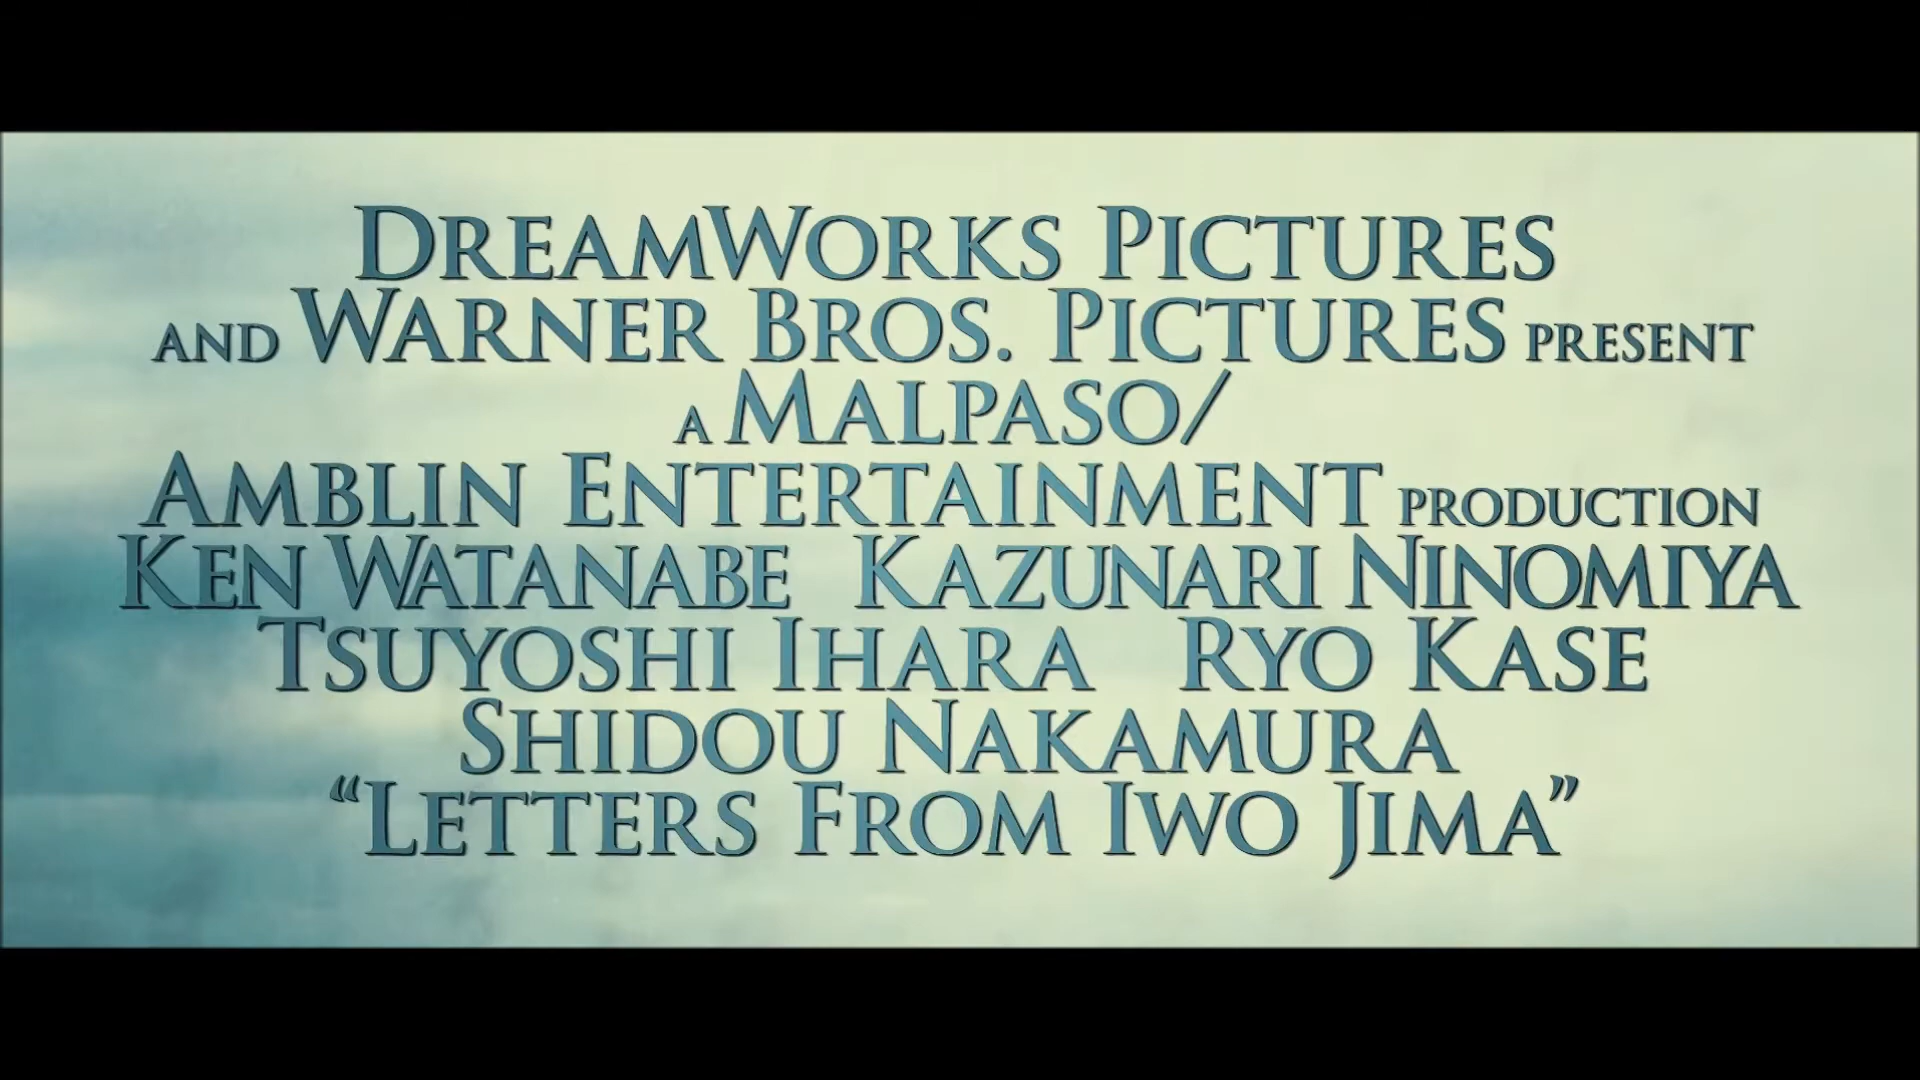 DREAMWORKS PICTURES
AND WARNER BROS. PICTURES PRESENT
A MALPASO/
AMBLIN ENTERTAINMENT PRODUCTION
KEN WATANABE KAZUNARI NINOMIYA
TSUYOSHI IHARA RYO KASE
SHIDOU NAKAMURA
“LETTERS FROM IWO JIMA”